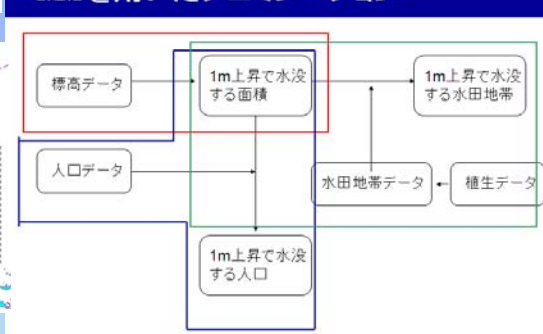 標高データ
1m上昇で水没
する面積
1m上昇で水没
する水田地帯
人口データ
水田地帯データ
植生データ
1m上昇で水没
する人口